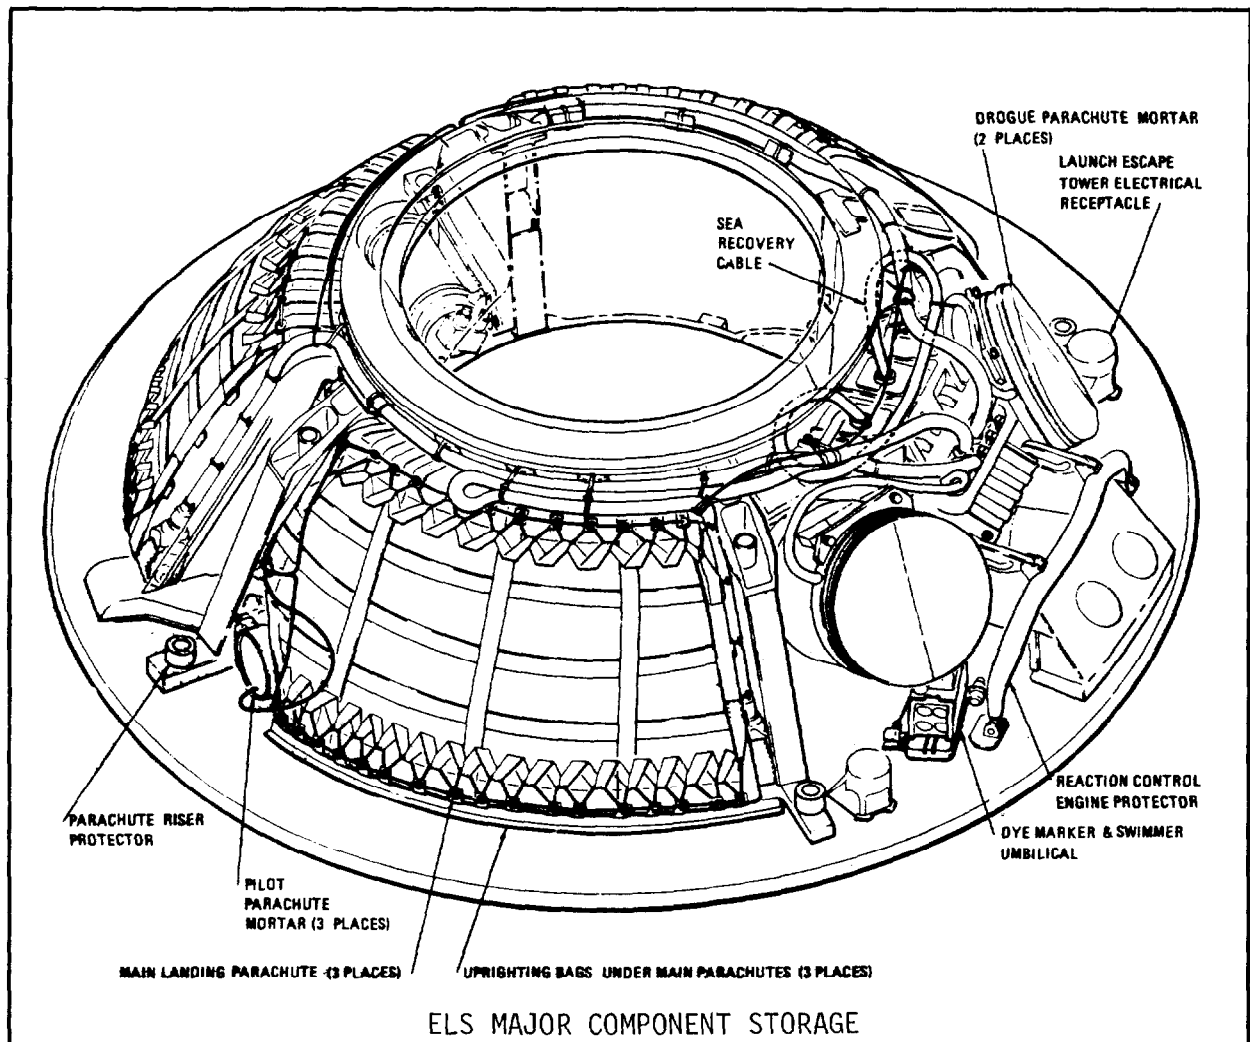 DROGUE PARACHUTE MORTAR
(2 PLACES)
LAUNCH ESCAPE
TOWER ELECTRICAL
RECEPTACLE
SEA
RECOVERY
CABLE
REACTION CONTROL
ENGINE PROTECTOR
DYE MARKER & SWIMMER
UMBILICAL
PARACHUTE RISER
PROTECTOR
PILOT
PARACHUTE
MORTAR (3 PLACES)
MAIN LANDING PARACHUTE (3 PLACES)
UPRIGHTING BAGS UNDER MAIN PARACHUTES (3 PLACES)
ELS MAJOR COMPONENT STORAGE